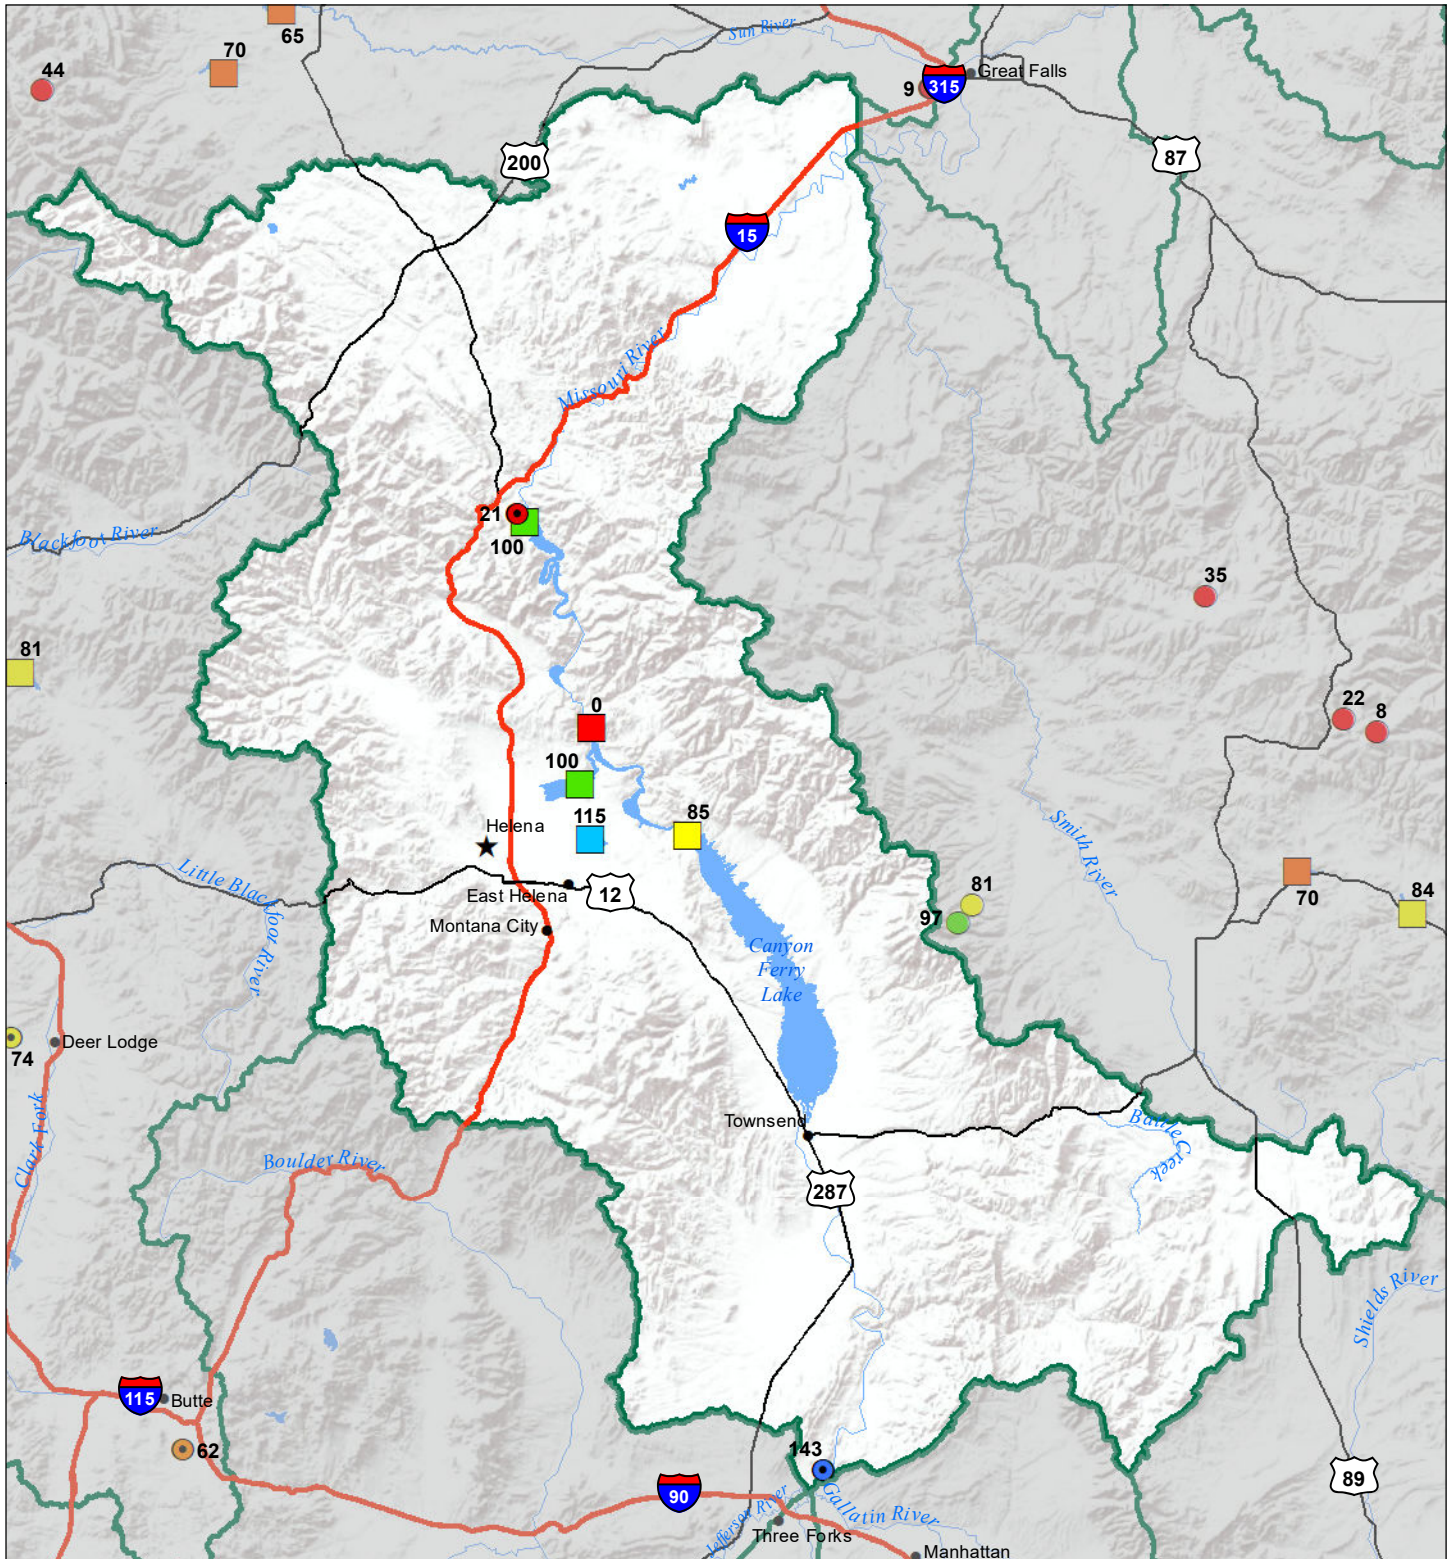 65
Sun River
70
44
Great Falls
9
315
200
87
15
Missouri River
21
100
Blackfoot River
35
81
0
22
8
100
115
85
Helena
Smith River
Little Blackfoot River
East Helena
12
81
70
84
97
Montana City
Canyon
Ferry
Lake
Deer Lodge
74
Clark Fork
Townsend
Battle Creek
Boulder River
287
Shields River
115
Butte
62
143
90
89
Jefferson River
Gallatin River
Three Forks
Manhattan